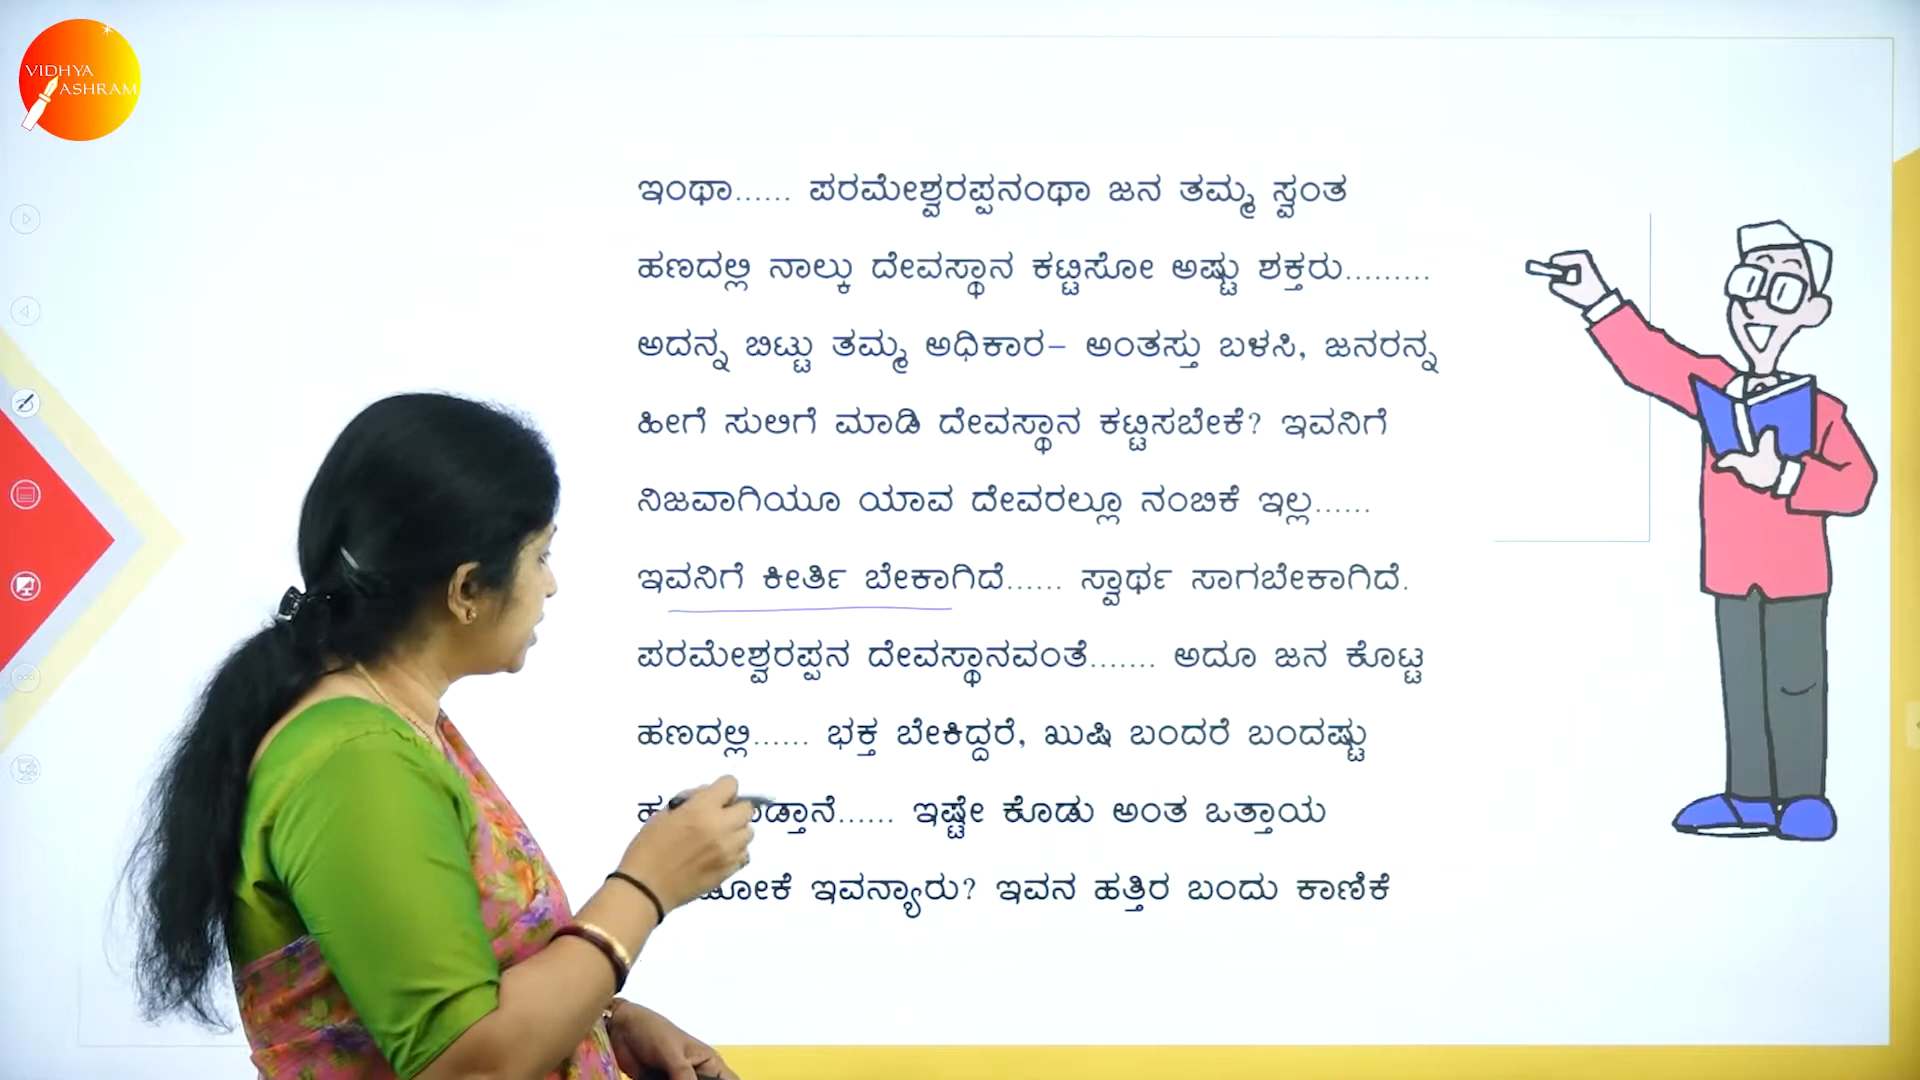 VIDHYA
ASHRAM
ಇಂಥಾ...... ಪರಮೇಶ್ವರಪ್ಪನಂಥಾ ಜನ ತಮ್ಮ ಸ್ವಂತ
ಹಣದಲ್ಲಿ ನಾಲ್ಕು ದೇವಸ್ಥಾನ ಕಟ್ಟಿಸೋ ಅಷ್ಟು ಶಕ್ತರು.........
ಅದನ್ನ ಬಿಟ್ಟು ತಮ್ಮ ಅಧಿಕಾರ– ಅಂತಸ್ತು ಬಳಸಿ, ಜನರನ್ನ
ಹೀಗೆ ಸುಲಿಗೆ ಮಾಡಿ ದೇವಸ್ಥಾನ ಕಟ್ಟಿಸಬೇಕೆ? ಇವನಿಗೆ
ನಿಜವಾಗಿಯೂ ಯಾವ ದೇವರಲ್ಲೂ ನಂಬಿಕೆ ಇಲ್ಲ......
ಇವನಿಗೆ ಕೀರ್ತಿ ಬೇಕಾಗಿದೆ...... ಸ್ವಾರ್ಥ ಸಾಗಬೇಕಾಗಿದೆ.
ಪರಮೇಶ್ವರಪ್ಪನ ದೇವಸ್ಥಾನವಂತೆ....... ಅದೂ ಜನ ಕೊಟ್ಟ
ಹಣದಲ್ಲಿ...... ಭಕ್ತ ಬೇಕಿದ್ದರೆ, ಖುಷಿ ಬಂದರೆ ಬಂದಷ್ಟು
ಇಷ್ಟೇ ಕೊಡು ಅಂತ ಒತ್ತಾಯ
ಇವನ್ಯಾರು? ಇವನ ಹತ್ತಿರ ಬಂದು ಕಾಣಿಕೆ